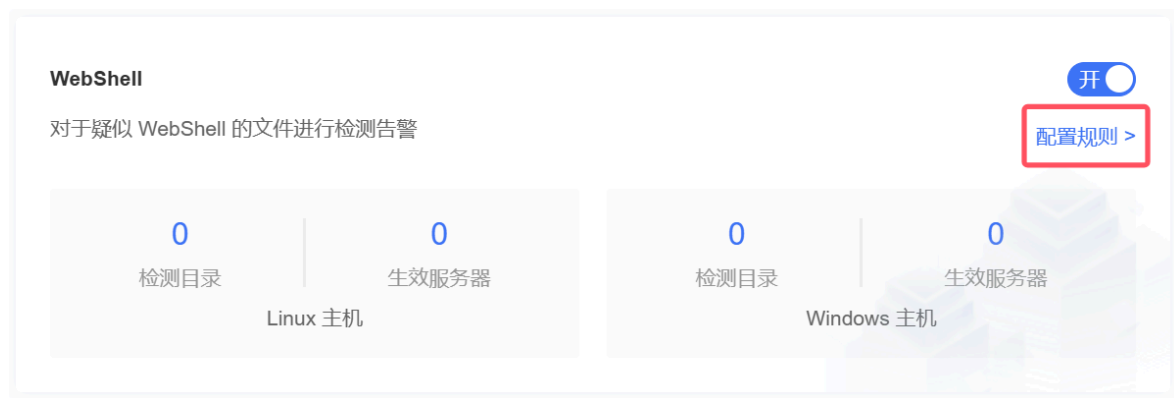 WebShell
开
对于疑似 WebShell 的文件进行检测告警
配置规则 >
0
0
检测目录
生效服务器
Linux 主机
0
0
检测目录
生效服务器
Windows 主机